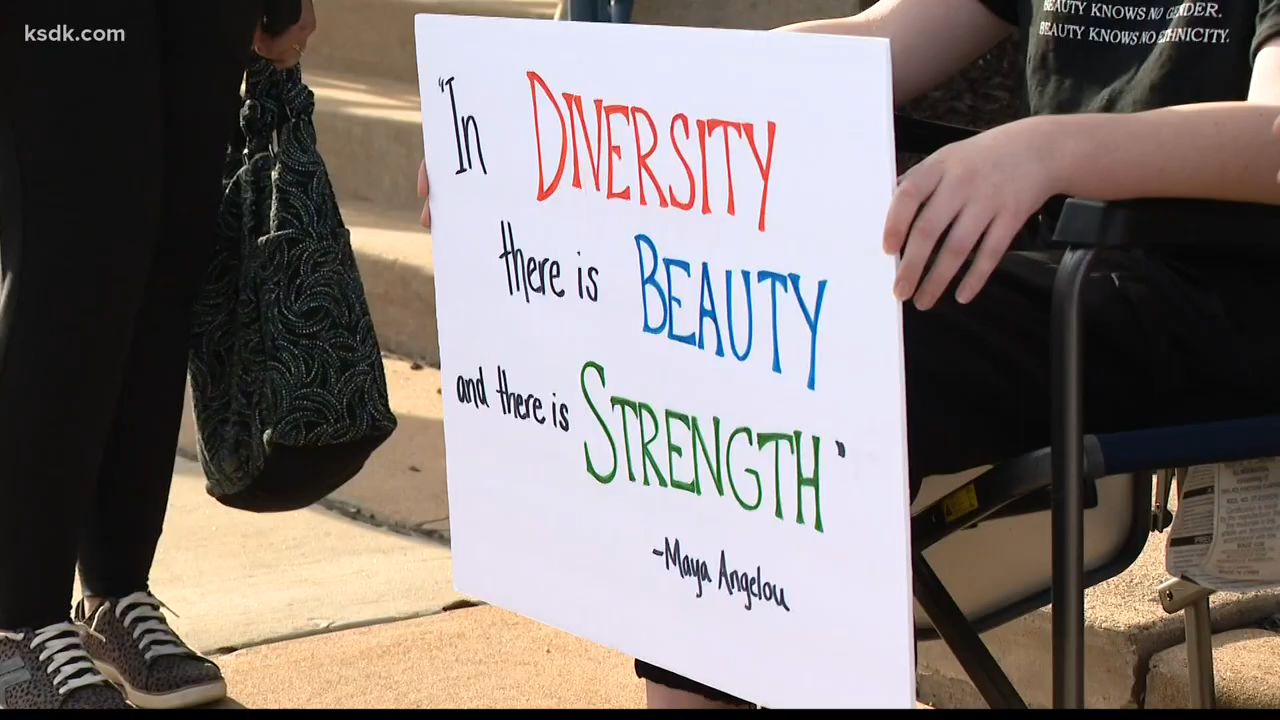 ksdk.com
BEAUTY KNOWS NO GENDER.
BEAUTY KNOWS NO ETHNICITY.
"In DIVERSITY
there is BEAUTY
and there is STRENGTH"
-Maya Angelou